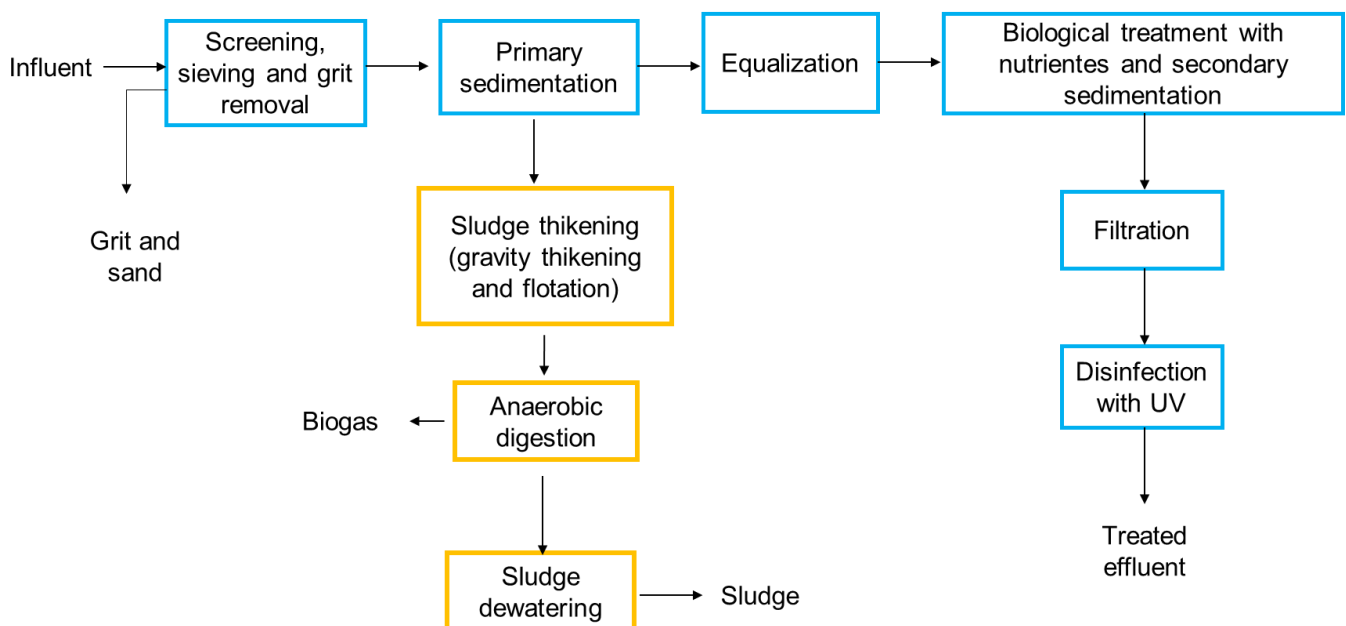 Influent
Screening,
sieving and grit
removal
Primary
sedimentation
Equalization
Biological treatment with
nutrientes and secondary
sedimentation
Grit and
sand
Sludge thikening
(gravity thikening
and flotation)
Filtration
Biogas
Anaerobic
digestion
Disinfection
with UV
Treated
effluent
Sludge
dewatering
Sludge